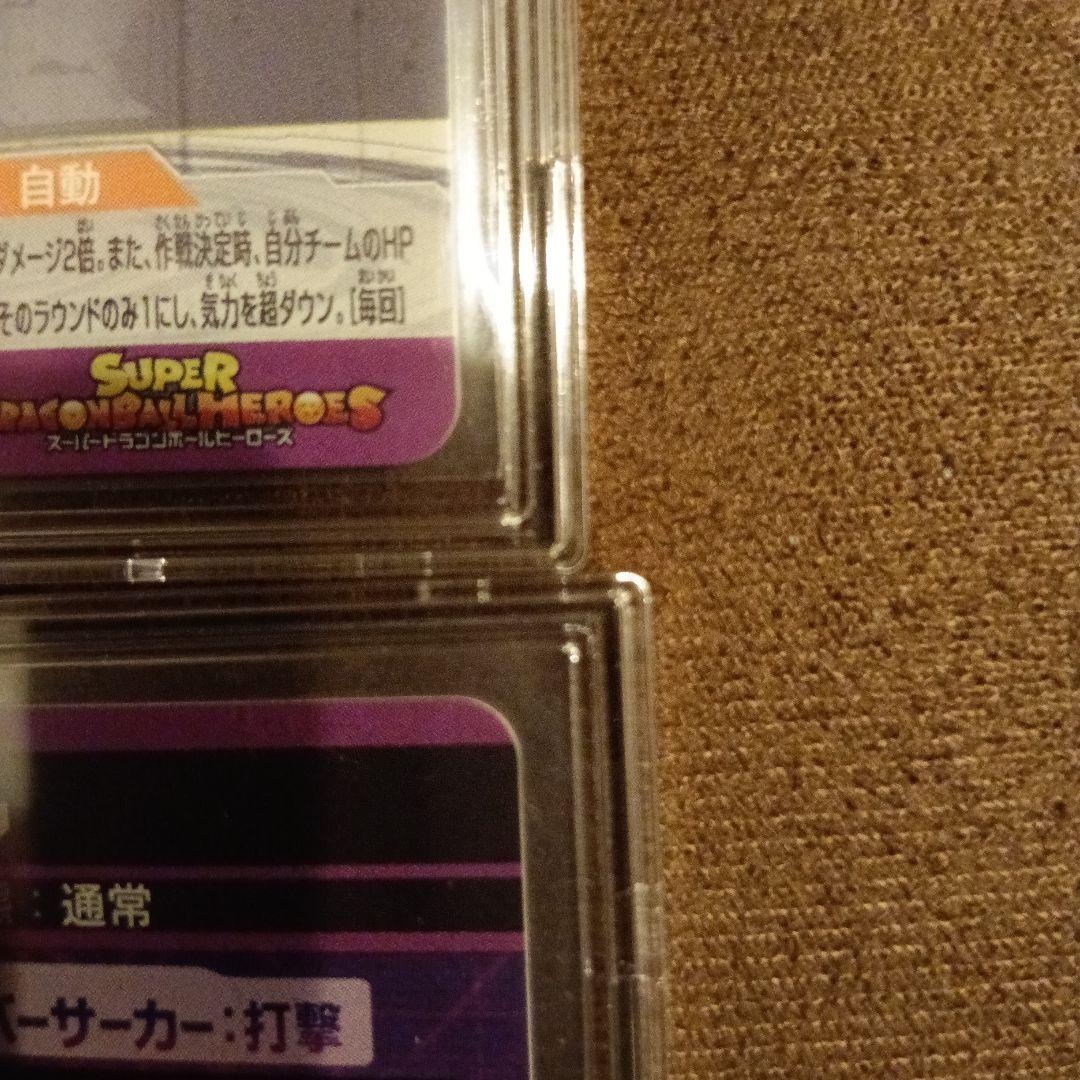 自動
ダメージ2倍。また、作戦決定時、自分チームのHP
そのラウンドのみ1にし、気力を超ダウン。[毎回]
SUPER
DRAGONBALL HEROES
スーパードラゴンボールヒーローズ
：通常
バーサーカー：打撃